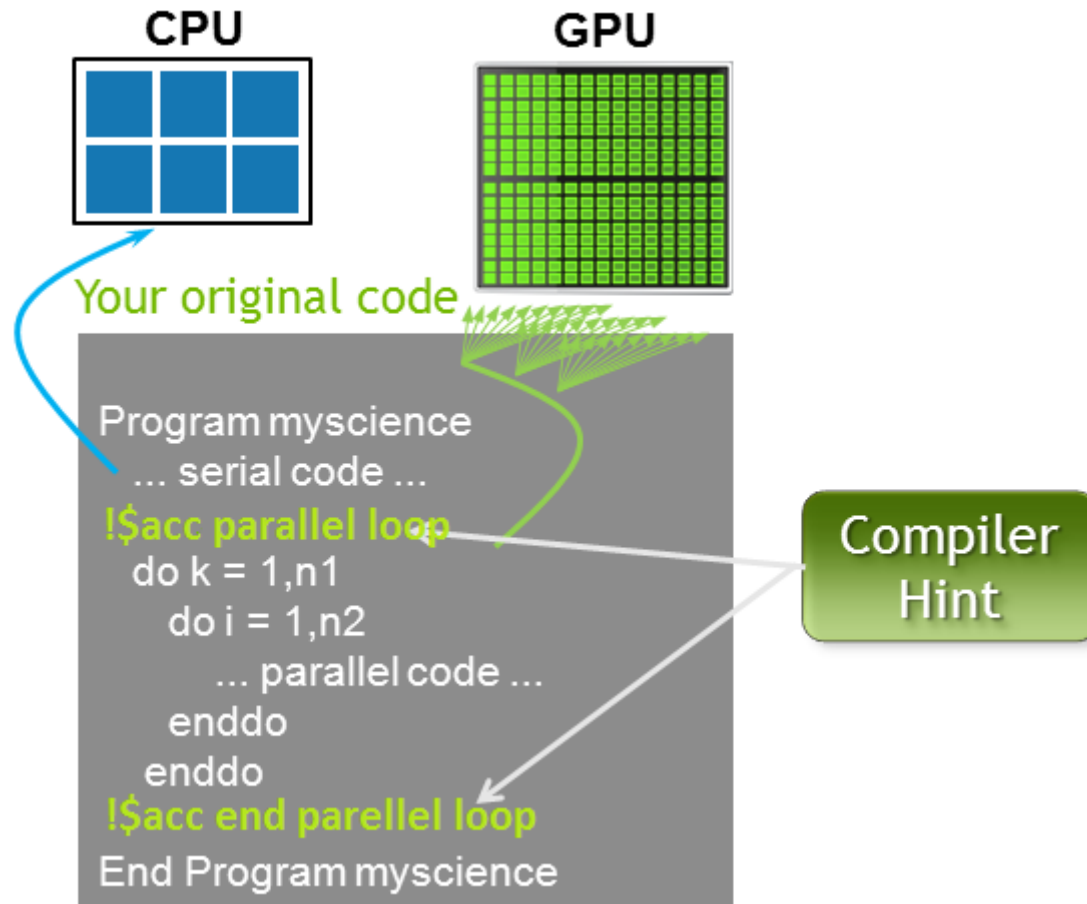 CPU
GPU
Your original code
Program myscience
... serial code ...
!$acc parallel loop
do k = 1,n1
do i = 1,n2
... parallel code ...
enddo
enddo
!$acc end parellel loop
End Program myscience
Compiler
Hint